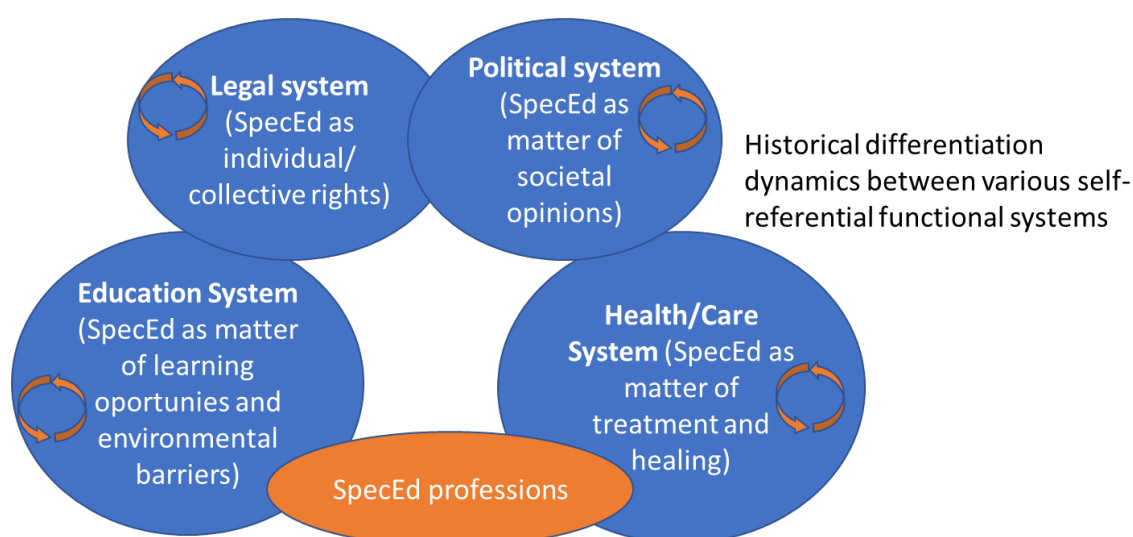 Legal system
(SpecEd as
individual/
collective rights)
Political system
(SpecEd as
matter of
societal
opinions)
Historical differentiation
dynamics between various self-
referential functional systems
Education System
(SpecEd as matter
of learning
oportunies and
environmental
barriers)
Health/Care
System (SpecEd as
matter of
treatment and
healing)
SpecEd professions